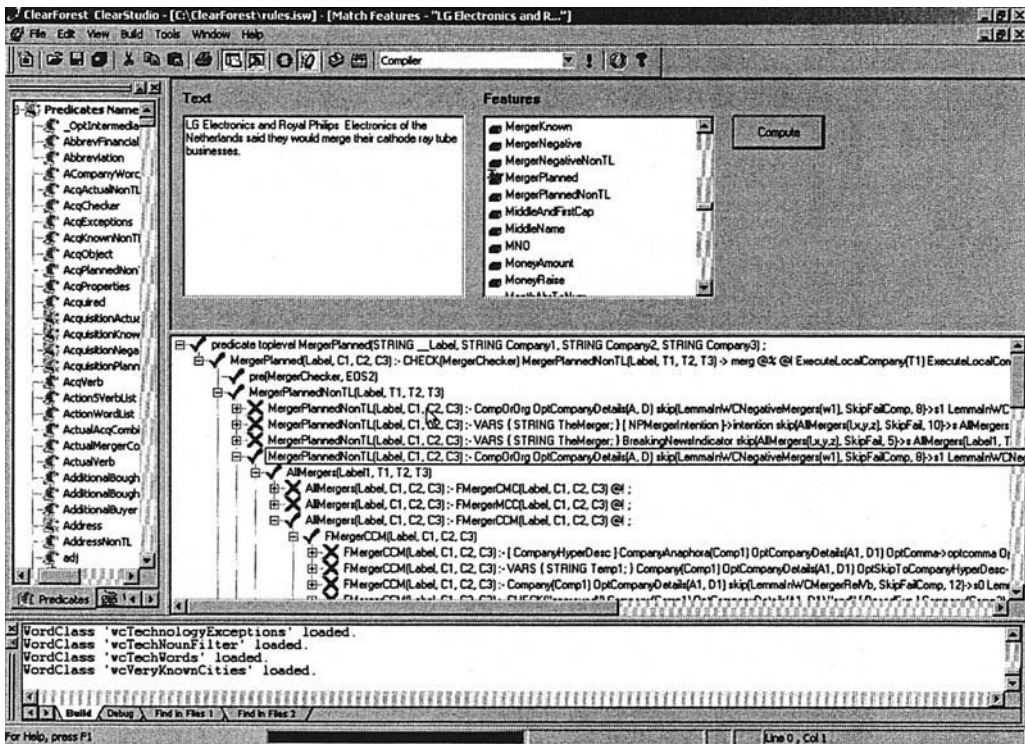 ClearForest ClearStudio - [C:\ClearForest\rules.isw] - [Match Features - "LG Electronics and R..."]
File Edit View Build Tools Window Help
Compiler
Predicates Name
_OptIntermedia
AbbrevFinancial
Abbreviation
ACompanyWorc
AcqActualNonTL
AcqChecker
AcqExceptions
AcqKnownNonTl
AcqObject
AcqPlannedNon
AcqProperties
Acquired
AcquisitionActua
AcquisitionKnow
AcquisitionNega
AcquisitionPlann
AcqVerb
ActionSVerbList
ActionWordList
ActualAcqCombi
ActualMergerCo
ActualVerb
AdditionalBough
AdditionalBough
AdditionalBuyer
Address
AddressNonTL
adj
Predicates
Text
LG Electronics and Royal Philips Electronics of the
Netherlands said they would merge their cathode ray tube
businesses.
Features
MergerKnown
MergerNegative
MergerNegativeNonTL
MergerPlanned
MergerPlannedNonTL
MiddleAndFirstCap
MiddleName
MNO
MoneyAmount
MoneyRaise
Compute
predicate toplevel MergerPlanned(STRING __Label, STRING Company1, STRING Company2, STRING Company3) ;
MergerPlanned(Label, C1, C2, C3) :- CHECK(MergerChecker) MergerPlannedNonTL(Label, T1, T2, T3) -> merg @% @! ExecuteLocalCompany(T1) ExecuteLocalCon
pre(MergerChecker, EOS2)
MergerPlannedNonTL(Label, T1, T2, T3)
MergerPlannedNonTL(Label, C1, C2, C3) :- CompOrOrg OptCompanyDetails(A, D) skip(LemmaInWCNegativeMergers(w1), SkipFailComp, 8)->s1 LemmaInWC
MergerPlannedNonTL(Label, C1, C2, C3) :- VARS { STRING TheMerger; } [ NPMergerIntention ]->intention skip(AllMergers(Lx,y,z), SkipFail, 10)->s AllMergers
MergerPlannedNonTL(Label, C1, C2, C3) :- VARS { STRING TheMerger; } BreakingNewsIndicator skip(AllMergers(Lx,y,z), SkipFail, 5)->s AllMergers(Label1, T
MergerPlannedNonTL(Label, C1, C2, C3) :- CompOrOrg OptCompanyDetails(A, D) skip(LemmaInWCNegativeMergers(w1), SkipFailComp, 8)->s1 LemmaInWCNeg
AllMergers(Label1, T1, T2, T3)
AllMergers(Label, C1, C2, C3) :- FMergerCMC(Label, C1, C2, C3) @! ;
AllMergers(Label, C1, C2, C3) :- FMergerMCC(Label, C1, C2, C3) @! ;
AllMergers(Label, C1, C2, C3) :- FMergerCCM(Label, C1, C2, C3) @! ;
FMergerCCM(Label, C1, C2, C3)
FMergerCCM(Label, C1, C2, C3) :- [ CompanyHyperDesc ] CompanyAnaphora(Comp1) OptCompanyDetails(A1, D1) OptComma->optcomma O
FMergerCCM(Label, C1, C2, C3) :- VARS { STRING Temp1; } Company(Comp1) OptCompanyDetails(A1, D1) OptSkipToCompanyHyperDesc-
FMergerCCM(Label, C1, C2, C3) :- Company(Comp1) OptCompanyDetails(A1, D1) skip(LemmaInWCMergerRelVb, SkipFailComp, 12)->s0 Lem
WordClass 'wcTechnologyExceptions' loaded.
WordClass 'wcTechNounFilter' loaded.
WordClass 'wcTechWords' loaded.
WordClass 'wcVeryKnownCities' loaded.
Build Debug Find in Files 1 Find in Files 2
For Help, press F1
Line 0 , Col 1